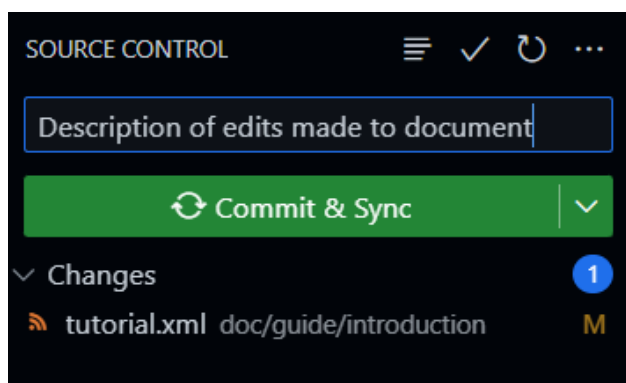 SOURCE CONTROL
Description of edits made to document
Commit & Sync
Changes 1
tutorial.xml doc/guide/introduction M